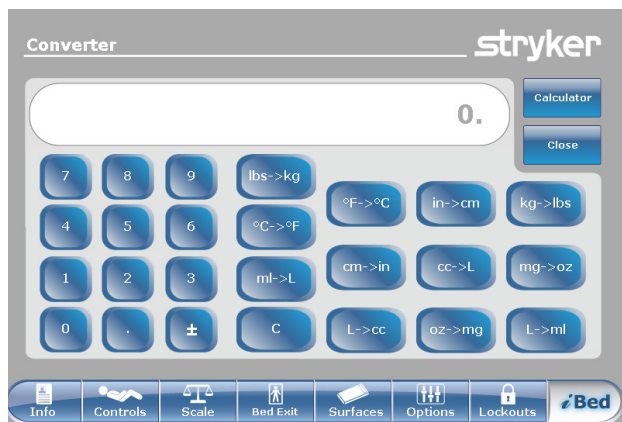 Converter
stryker
0.
Calculator
Close
7 8 9 lbs->kg
°F->°C in->cm kg->lbs
4 5 6 °C->°F
cm->in cc->L mg->oz
1 2 3 ml->L
0 . ± C L->cc oz->mg L->ml
Info Controls Scale Bed Exit Surfaces Options Lockouts iBed